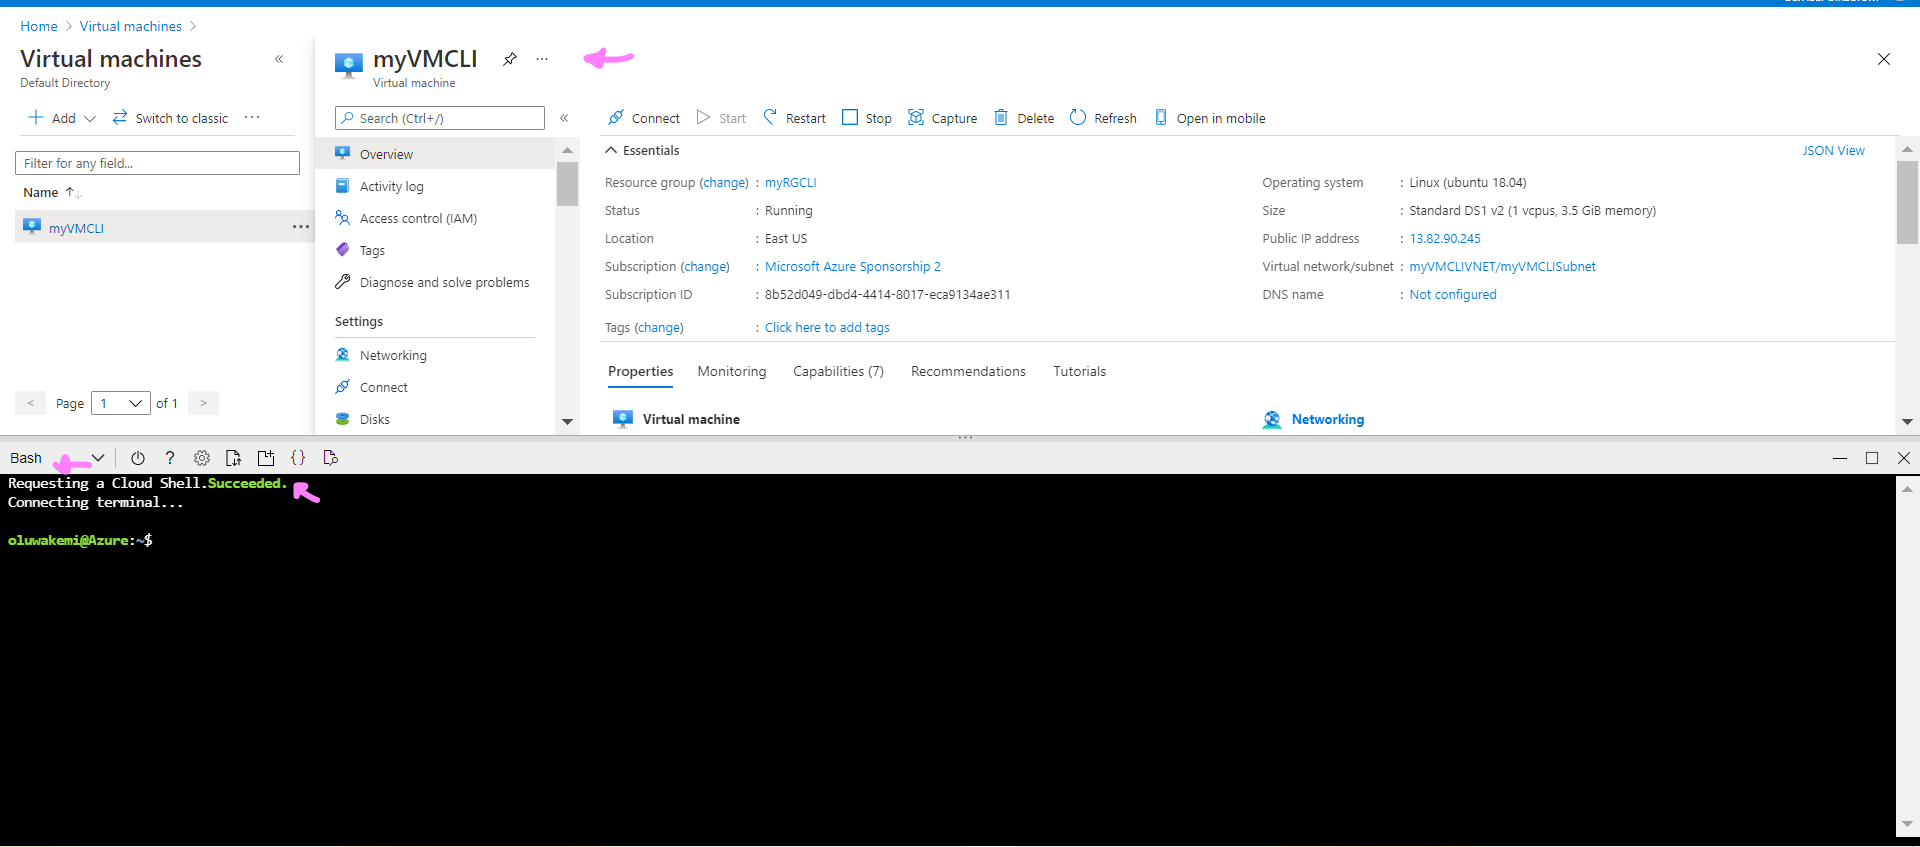 Home > Virtual machines >
Virtual machines
Default Directory
Add
Switch to classic
Filter for any field...
Name
myVMCLI
< Page 1 of 1 >
myVMCLI
Virtual machine
Search (Ctrl+/)
Overview
Activity log
Access control (IAM)
Tags
Diagnose and solve problems
Settings
Networking
Connect
Disks
Connect Start Restart Stop Capture Delete Refresh Open in mobile
Essentials
JSON View
Resource group (change) : myRGCLI
Status : Running
Location : East US
Subscription (change) : Microsoft Azure Sponsorship 2
Subscription ID : 8b52d049-dbd4-4414-8017-eca9134ae311
Tags (change) : Click here to add tags
Operating system : Linux (ubuntu 18.04)
Size : Standard DS1 v2 (1 vcpus, 3.5 GiB memory)
Public IP address : 13.82.90.245
Virtual network/subnet : myVMCLIVNET/myVMCLISubnet
DNS name : Not configured
Properties Monitoring Capabilities (7) Recommendations Tutorials
Virtual machine
Networking
Bash
Requesting a Cloud Shell.Succeeded.
Connecting terminal...
oluwakemi@Azure:~$